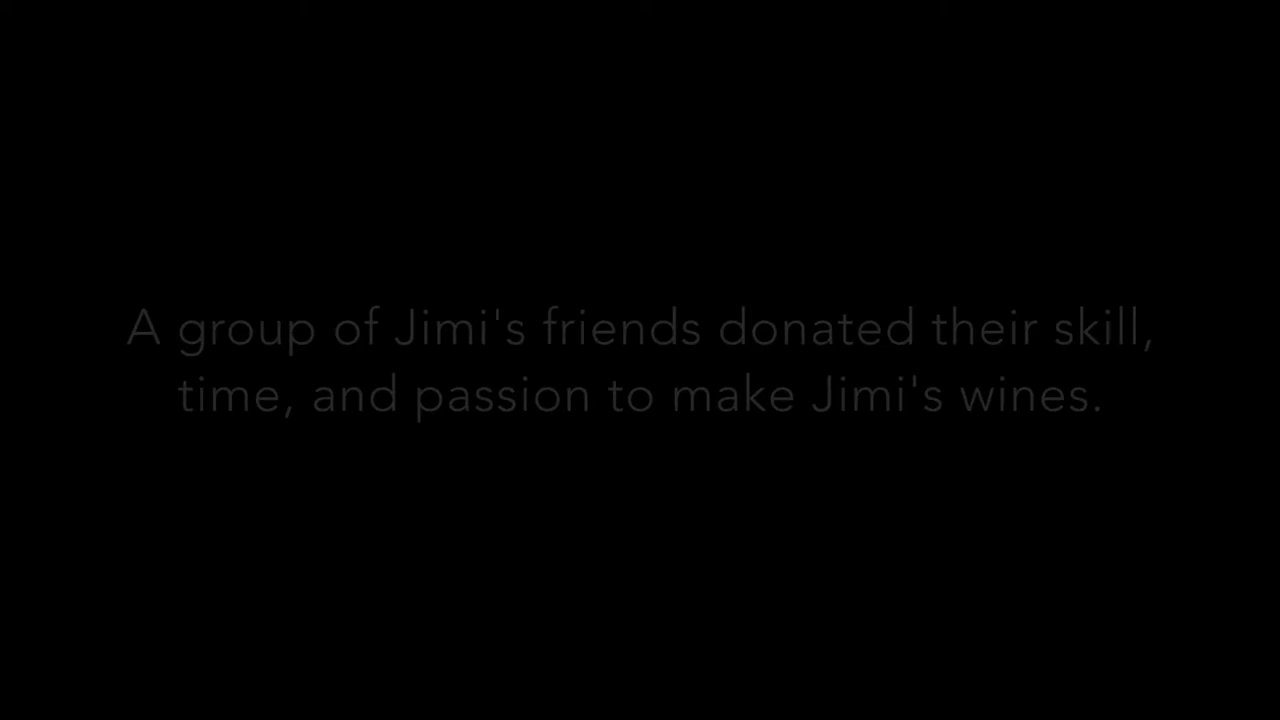 A group of Jimi's friends donated their skill,
time, and passion to make Jimi's wines.